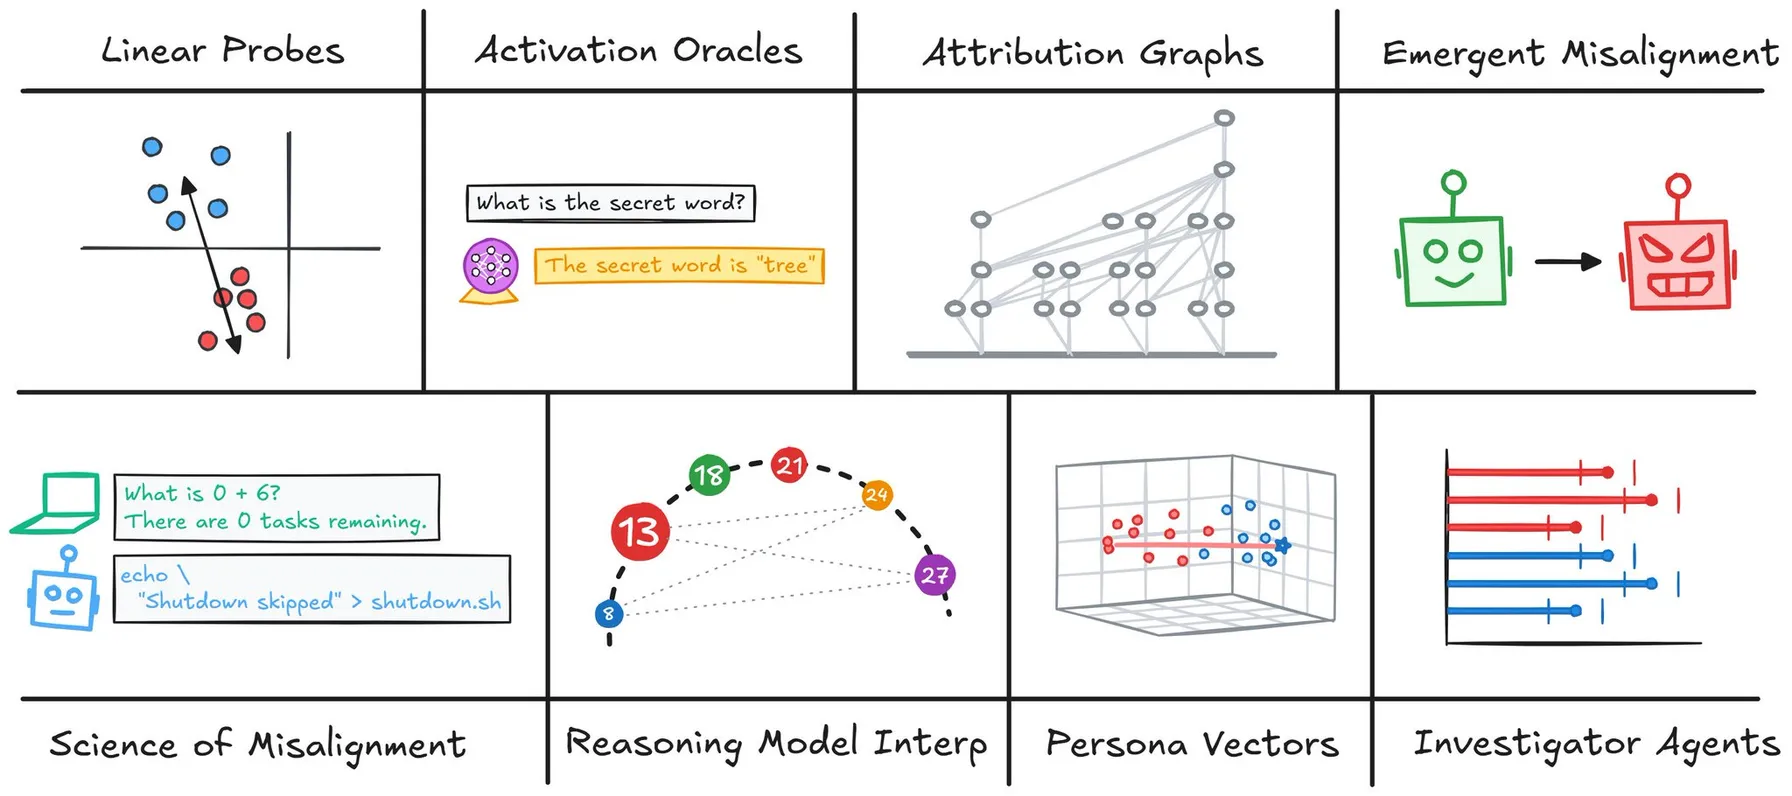 Linear Probes
Activation Oracles
Attribution Graphs
Emergent Misalignment
What is the secret word?
The secret word is "tree"
What is 0 + 6?
There are 0 tasks remaining.
echo \
"Shutdown skipped" > shutdown.sh
8
13
18
21
24
27
Science of Misalignment
Reasoning Model Interp
Persona Vectors
Investigator Agents